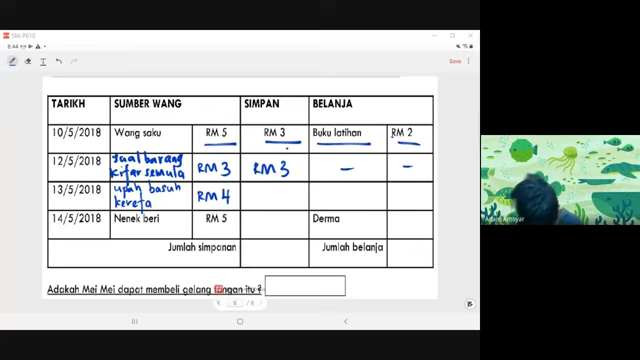 SM-P610
8:44
Save
TARIKH SUMBER WANG SIMPAN BELANJA
10/5/2018 Wang saku RM 5 RM 3 Buku latihan RM 2
12/5/2018 jual barang kitar semula RM 3 RM 3 – –
13/5/2018 upah basuh kereta RM 4
14/5/2018 Nenek beri RM 5 Derma
Jumlah simpanan Jumlah belanja
Adakah Mei Mei dapat membeli gelang tangan itu ?